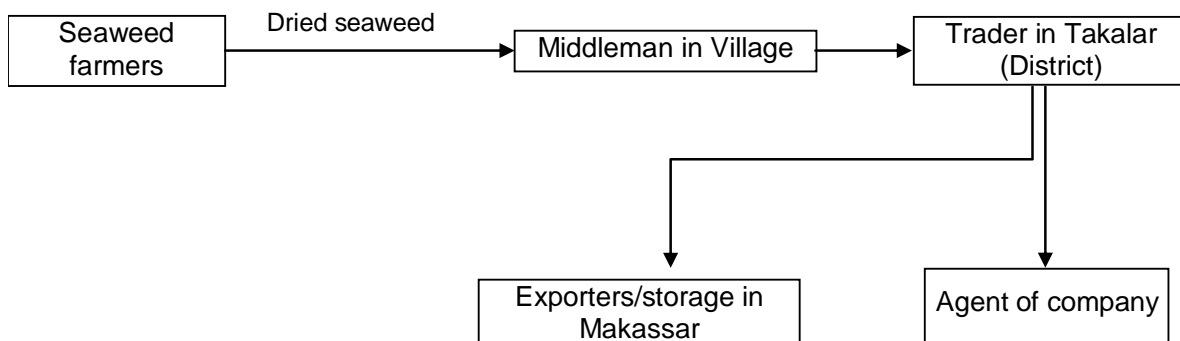 Seaweed
farmers
Dried seaweed
Middleman in Village
Trader in Takalar
(District)
Exporters/storage in
Makassar
Agent of company